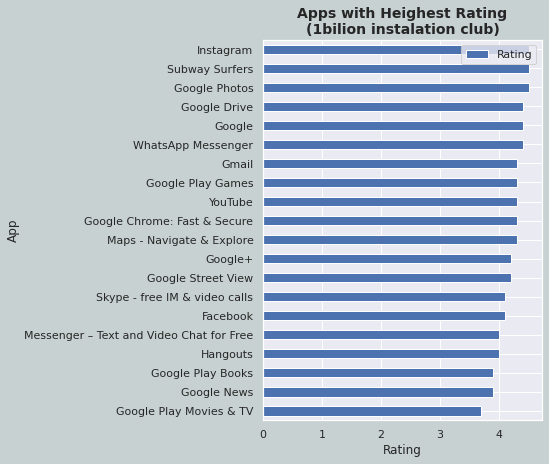 Apps with Heighest Rating
(1bilion instalation club)
Rating
Instagram
Subway Surfers
Google Photos
Google Drive
Google
WhatsApp Messenger
Gmail
Google Play Games
YouTube
Google Chrome: Fast & Secure
Maps - Navigate & Explore
Google+
Google Street View
Skype - free IM & video calls
Facebook
Messenger – Text and Video Chat for Free
Hangouts
Google Play Books
Google News
Google Play Movies & TV
App
0 1 2 3 4
Rating